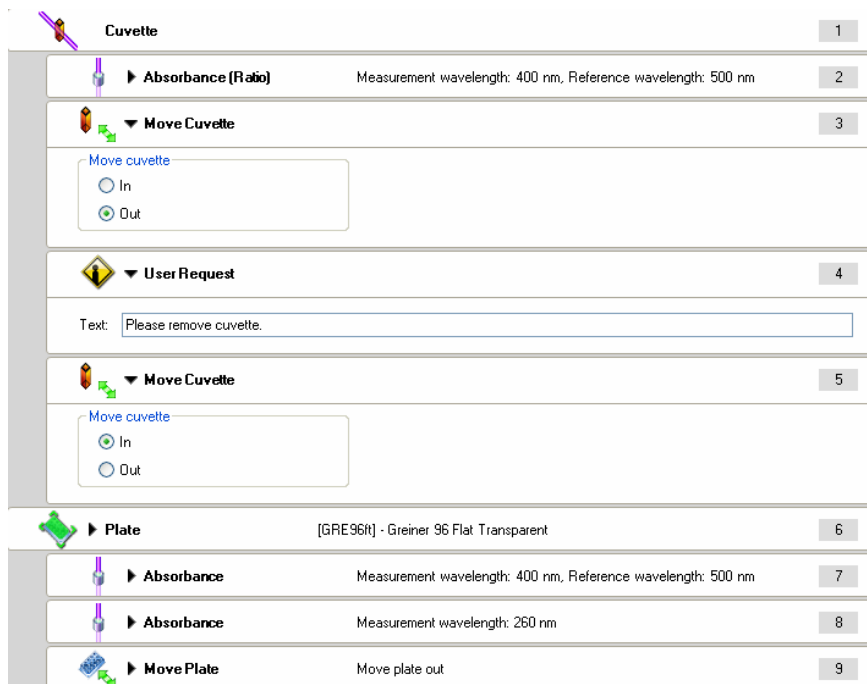 Cuvette 1
Absorbance (Ratio) Measurement wavelength: 400 nm, Reference wavelength: 500 nm 2
Move Cuvette 3
Move cuvette
In
Out
User Request 4
Text: Please remove cuvette.
Move Cuvette 5
Move cuvette
In
Out
Plate [GRE96ft] - Greiner 96 Flat Transparent 6
Absorbance Measurement wavelength: 400 nm, Reference wavelength: 500 nm 7
Absorbance Measurement wavelength: 260 nm 8
Move Plate Move plate out 9